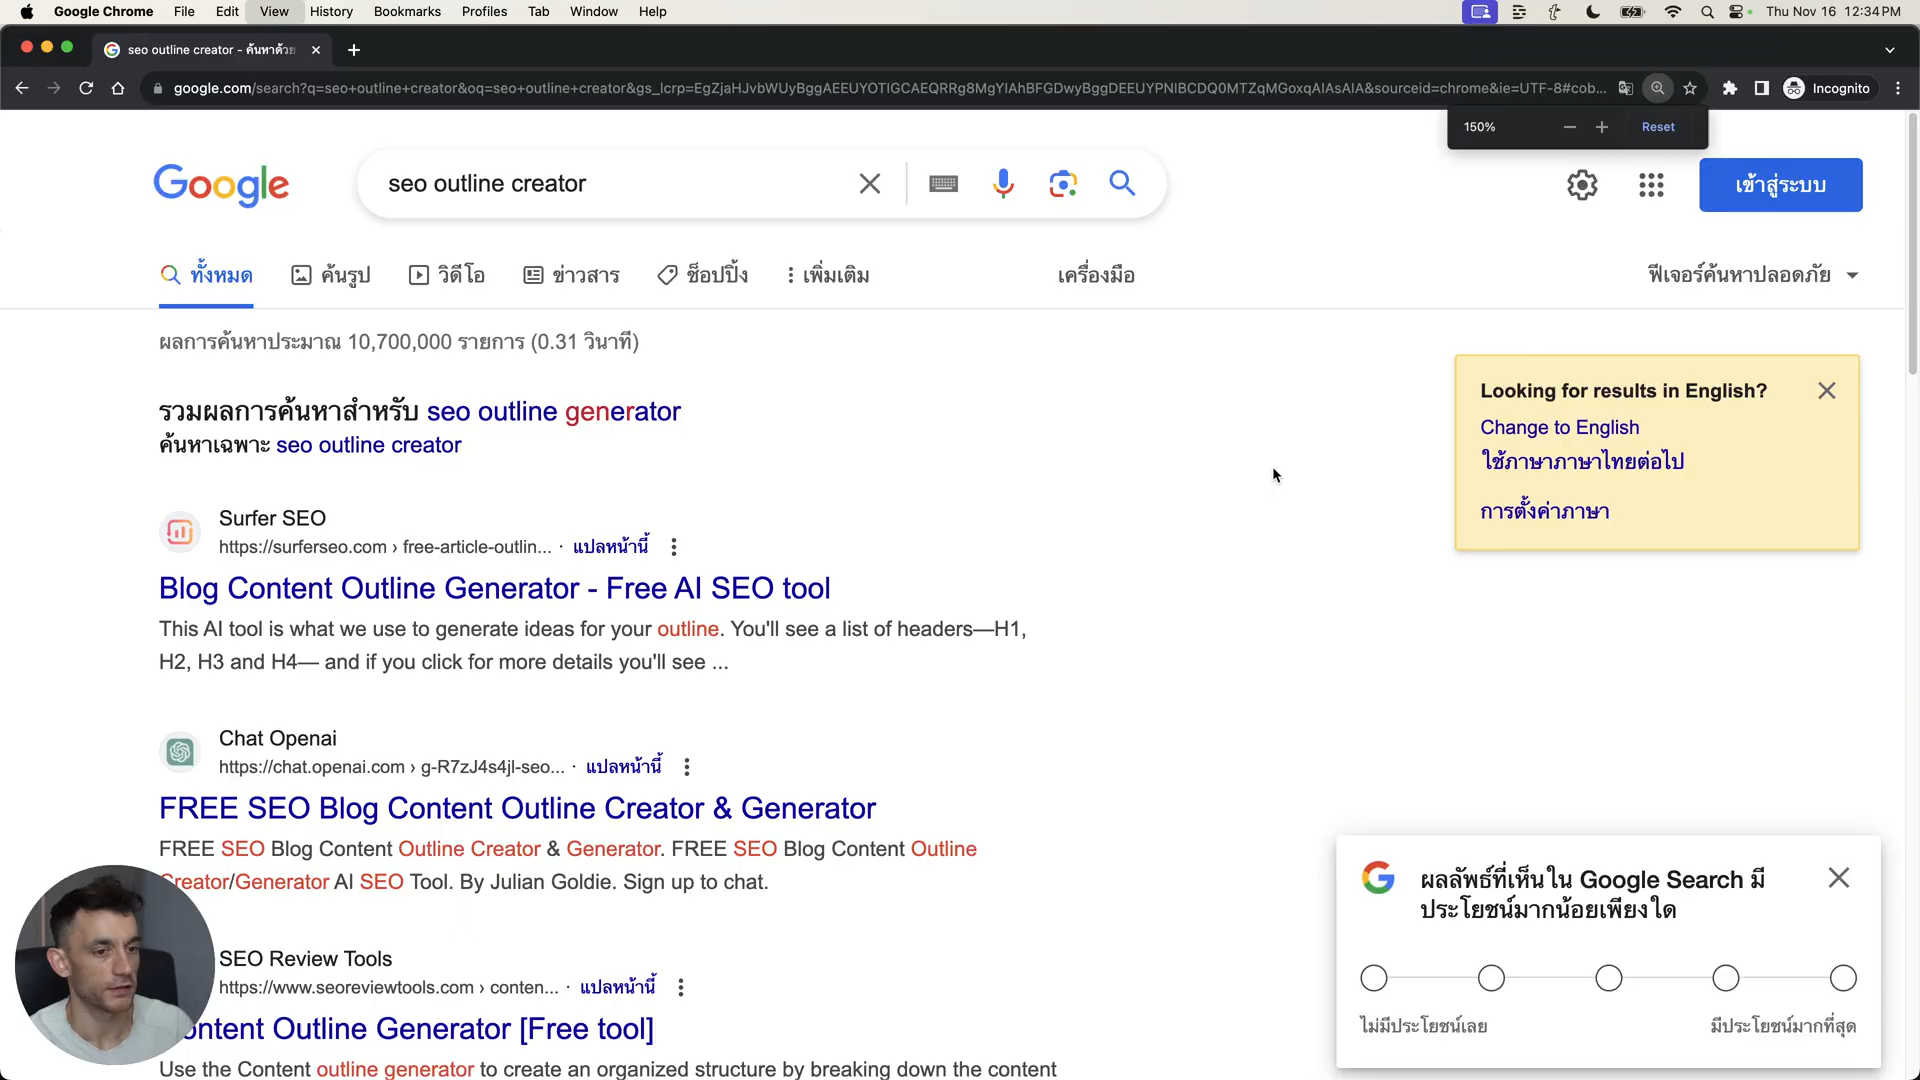 Google Chrome File Edit View History Bookmarks Profiles Tab Window Help Thu Nov 16 12:34 PM
seo outline creator - ค้นหาด้วย
google.com/search?q=seo+outline+creator&oq=seo+outline+creator&gs_lcrp=EgZjaHJvbWUyBggAEEUYOTIGCAEQRRg8MgYIAhBFGDwyBggDEEUYPNIBCDQ0MTZqMGoxqAIAsAIA&sourceid=chrome&ie=UTF-8#cob... Incognito
150% Reset
Google seo outline creator เข้าสู่ระบบ
ทั้งหมด ค้นรูป วิดีโอ ข่าวสาร ช็อปปิ้ง เพิ่มเติม เครื่องมือ ฟีเจอร์ค้นหาปลอดภัย
ผลการค้นหาประมาณ 10,700,000 รายการ (0.31 วินาที)
รวมผลการค้นหาสำหรับ seo outline generator
ค้นหาเฉพาะ seo outline creator
Looking for results in English?
Change to English
ใช้ภาษาภาษาไทยต่อไป
การตั้งค่าภาษา
Surfer SEO
https://surferseo.com › free-article-outlin... · แปลหน้านี้
Blog Content Outline Generator - Free AI SEO tool
This AI tool is what we use to generate ideas for your outline. You'll see a list of headers—H1,
H2, H3 and H4— and if you click for more details you'll see ...
Chat Openai
https://chat.openai.com › g-R7zJ4s4jl-seo... · แปลหน้านี้
FREE SEO Blog Content Outline Creator & Generator
FREE SEO Blog Content Outline Creator & Generator. FREE SEO Blog Content Outline
Creator/Generator AI SEO Tool. By Julian Goldie. Sign up to chat.
SEO Review Tools
https://www.seoreviewtools.com › conten... · แปลหน้านี้
ontent Outline Generator [Free tool]
Use the Content outline generator to create an organized structure by breaking down the content
ผลลัพธ์ที่เห็นใน Google Search มี
ประโยชน์มากน้อยเพียงใด
ไม่มีประโยชน์เลย มีประโยชน์มากที่สุด